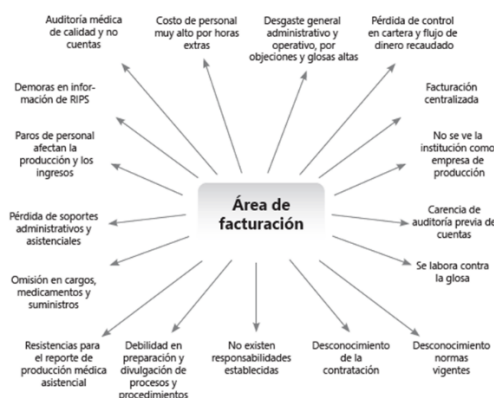 Auditoría médica
de calidad y no
cuentas
Costo de personal
muy alto por horas
extras
Desgaste general
administrativo y
operativo, por
objeciones y glosas altas
Pérdida de control
en cartera y flujo de
dinero recaudado
Demoras en infor-
mación de RIPS
Facturación
centralizada
Paros de personal
afectan la
producción y los
ingresos
No se ve la
institución como
empresa de
producción
Área de
facturación
Pérdida de soportes
administrativos y
asistenciales
Carencia de
auditoría previa de
cuentas
Omisión en cargos,
medicamentos y
suministros
Se labora contra
la glosa
Resistencias para
el reporte de
producción médica
asistencial
Debilidad en
preparación y
divulgación de
procesos y
procedimientos
No existen
responsabilidades
establecidas
Desconocimiento
de la
contratación
Desconocimiento
normas
vigentes